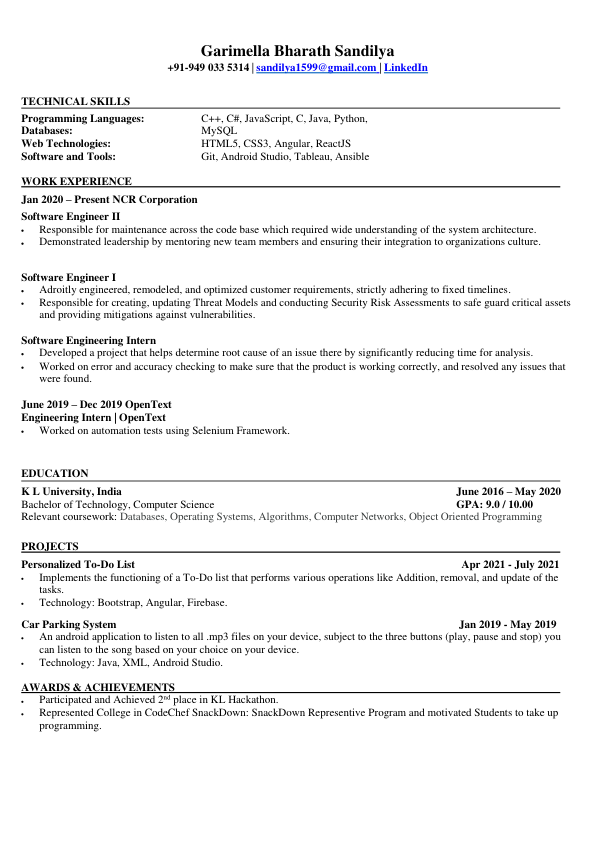 Garimella Bharath Sandilya
+91-949 033 5314 | sandilya1599@gmail.com | LinkedIn
TECHNICAL SKILLS
Programming Languages: C++, C#, JavaScript, C, Java, Python,
Databases: MySQL
Web Technologies: HTML5, CSS3, Angular, ReactJS
Software and Tools: Git, Android Studio, Tableau, Ansible
WORK EXPERIENCE
Jan 2020 – Present NCR Corporation
Software Engineer II
• Responsible for maintenance across the code base which required wide understanding of the system architecture.
• Demonstrated leadership by mentoring new team members and ensuring their integration to organizations culture.
Software Engineer I
• Adroitly engineered, remodeled, and optimized customer requirements, strictly adhering to fixed timelines.
• Responsible for creating, updating Threat Models and conducting Security Risk Assessments to safe guard critical assets
and providing mitigations against vulnerabilities.
Software Engineering Intern
• Developed a project that helps determine root cause of an issue there by significantly reducing time for analysis.
• Worked on error and accuracy checking to make sure that the product is working correctly, and resolved any issues that
were found.
June 2019 – Dec 2019 OpenText
Engineering Intern | OpenText
• Worked on automation tests using Selenium Framework.
EDUCATION
K L University, India June 2016 – May 2020
Bachelor of Technology, Computer Science GPA: 9.0 / 10.00
Relevant coursework: Databases, Operating Systems, Algorithms, Computer Networks, Object Oriented Programming
PROJECTS
Personalized To-Do List Apr 2021 - July 2021
• Implements the functioning of a To-Do list that performs various operations like Addition, removal, and update of the
tasks.
• Technology: Bootstrap, Angular, Firebase.
Car Parking System Jan 2019 - May 2019
• An android application to listen to all .mp3 files on your device, subject to the three buttons (play, pause and stop) you
can listen to the song based on your choice on your device.
• Technology: Java, XML, Android Studio.
AWARDS & ACHIEVEMENTS
• Participated and Achieved 2nd place in KL Hackathon.
• Represented College in CodeChef SnackDown: SnackDown Representive Program and motivated Students to take up
programming.